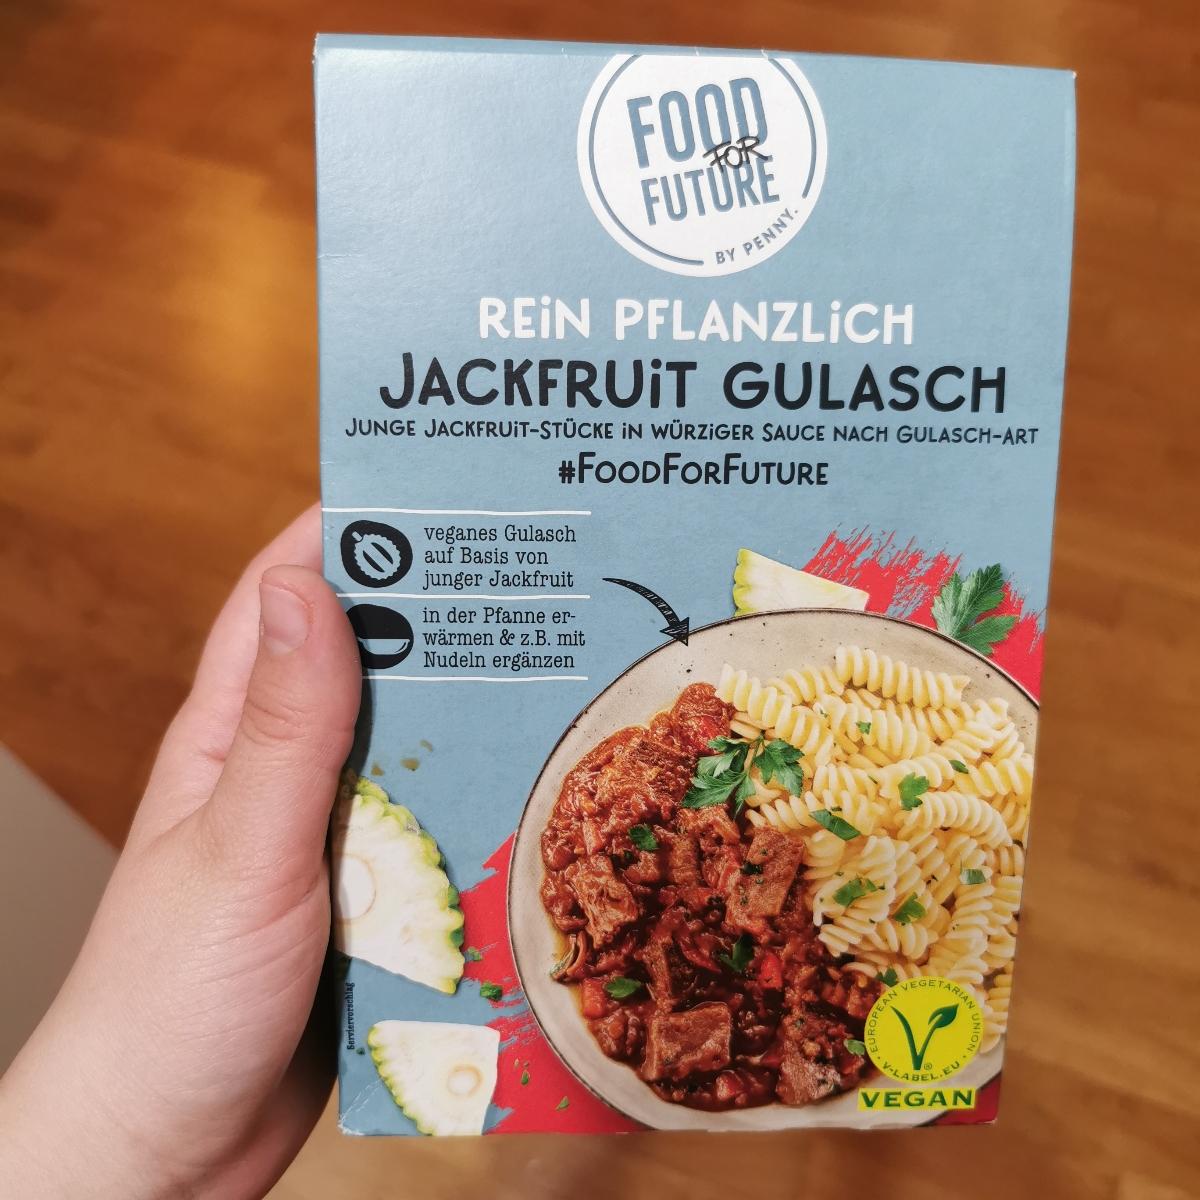 FOOD
FOR
FUTURE
BY PENNY.
REiN PFLANZLiCH
JACKFRUiT GULASCH
JUNGE JACKFRUiT-STÜCKE iN WÜRZiGER SAUCE NACH GULASCH-ART
#FOODFORFUTURE
veganes Gulasch
auf Basis von
junger Jackfruit
in der Pfanne er-
wärmen & z.B. mit
Nudeln ergänzen
Serviervorschlag
EUROPEAN VEGETARIAN UNION
V-LABEL.EU
®
VEGAN